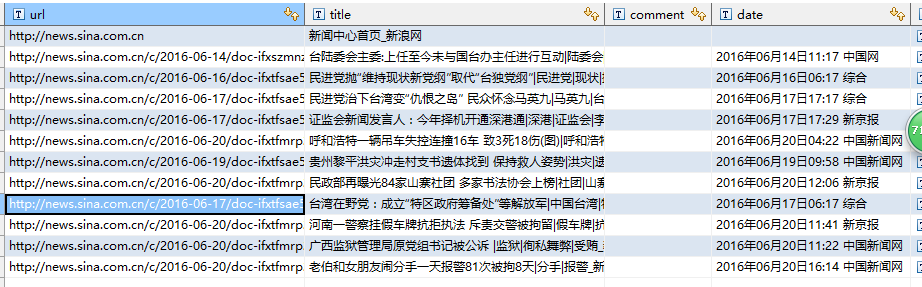 url title comment date
http://news.sina.com.cn 新闻中心首页_新浪网
http://news.sina.com.cn/c/2016-06-14/doc-ifxszmnz 台陆委会主委:上任至今未与国台办主任进行互动|陆委会 2016年06月14日11:17 中国网
http://news.sina.com.cn/c/2016-06-16/doc-ifxtfsae5 民进党抛"维持现状新党纲"取代"台独党纲"|民进党|现状| 2016年06月16日06:17 综合
http://news.sina.com.cn/c/2016-06-17/doc-ifxtfsae5 民进党治下台湾变"仇恨之岛" 民众怀念马英九|马英九|台 2016年06月17日17:17 综合
http://news.sina.com.cn/c/2016-06-17/doc-ifxtfsae5 证监会新闻发言人：今年择机开通深港通|深港|证监会|李 2016年06月17日17:29 新京报
http://news.sina.com.cn/c/2016-06-20/doc-ifxtfmrp 呼和浩特一辆吊车失控连撞16车 致3死18伤(图)| 2016年06月20日04:22 中国新闻网
http://news.sina.com.cn/c/2016-06-19/doc-ifxtfsae5 贵州黎平洪灾冲走村支书遗体找到 保持救人姿势|洪灾|遗 2016年06月19日09:58 中国新闻网
http://news.sina.com.cn/c/2016-06-20/doc-ifxtfmrp 民政部再曝光84家山寨社团 多家书法协会上榜|社团|山寨 2016年06月20日12:06 新京报
http://news.sina.com.cn/c/2016-06-17/doc-ifxtfsae5 台湾在野党：成立"特区政府筹备处"等解放军|中国台湾| 2016年06月17日06:17 综合
http://news.sina.com.cn/c/2016-06-20/doc-ifxtfmrp 河南一警察挂假车牌抗拒执法 斥责交警被拘留|假车牌|抗 2016年06月20日11:41 新京报
http://news.sina.com.cn/c/2016-06-20/doc-ifxtfmrp 广西监狱管理局原党组书记被公诉 |监狱|徇私舞弊|受贿_ 2016年06月20日11:22 中国新闻网
http://news.sina.com.cn/c/2016-06-20/doc-ifxtfmrp 老伯和女朋友闹分手一天报警81次被拘8天|分手|报警_新 2016年06月20日16:14 中国新闻网